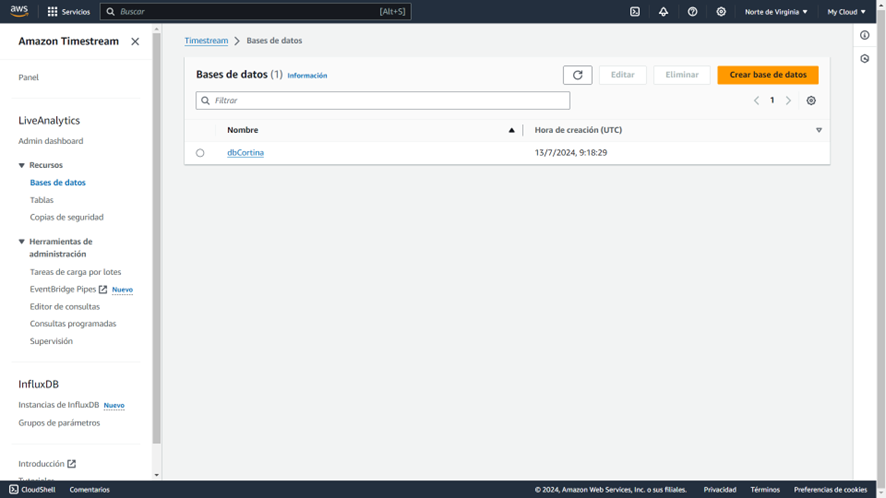 aws
Servicios
Buscar
[Alt+S]
Norte de Virginia
My Cloud
Amazon Timestream
Panel
LiveAnalytics
Admin dashboard
Recursos
Bases de datos
Tablas
Copias de seguridad
Herramientas de
administración
Tareas de carga por lotes
EventBridge Pipes Nuevo
Editor de consultas
Consultas programadas
Supervisión
InfluxDB
Instancias de InfluxDB Nuevo
Grupos de parámetros
Introducción
Timestream > Bases de datos
Bases de datos (1) Información
Editar
Eliminar
Crear base de datos
Filtrar
1
Nombre
Hora de creación (UTC)
dbCortina
13/7/2024, 9:18:29
CloudShell
Comentarios
© 2024, Amazon Web Services, Inc. o sus filiales.
Privacidad
Términos
Preferencias de cookies